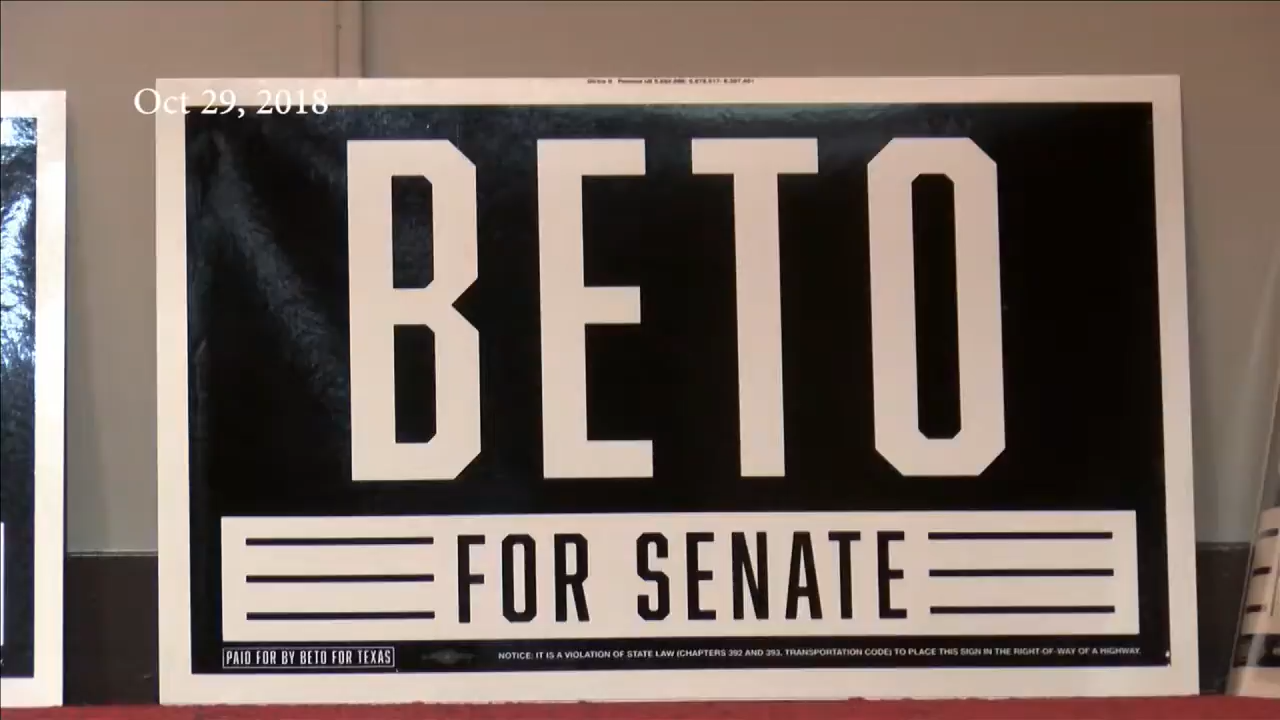 Oct 29, 2018
BETO
FOR SENATE
PAID FOR BY BETO FOR TEXAS
NOTICE: IT IS A VIOLATION OF STATE LAW (CHAPTERS 392 AND 393, TRANSPORTATION CODE) TO PLACE THIS SIGN IN THE RIGHT-OF-WAY OF A HIGHWAY.